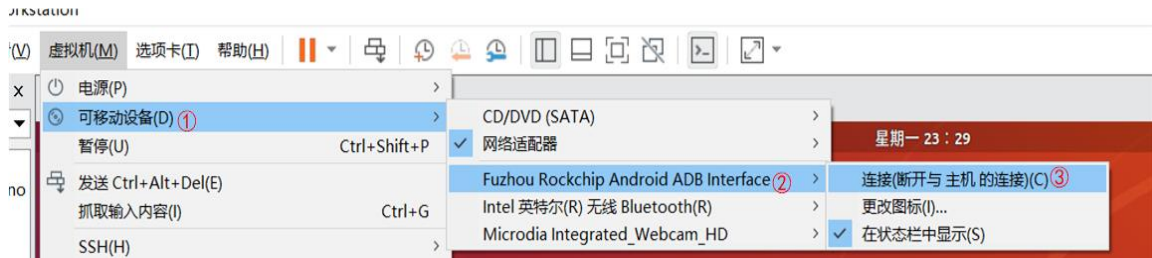 orkstation
(V) 虚拟机(M) 选项卡(T) 帮助(H)
电源(P)
可移动设备(D) ①
暂停(U) Ctrl+Shift+P
发送 Ctrl+Alt+Del(E)
抓取输入内容(I) Ctrl+G
SSH(H)
no
CD/DVD (SATA)
网络适配器
Fuzhou Rockchip Android ADB Interface ②
Intel 英特尔(R) 无线 Bluetooth(R)
Microdia Integrated_Webcam_HD
星期一 23：29
连接(断开与 主机 的连接)(C) ③
更改图标(I)...
在状态栏中显示(S)